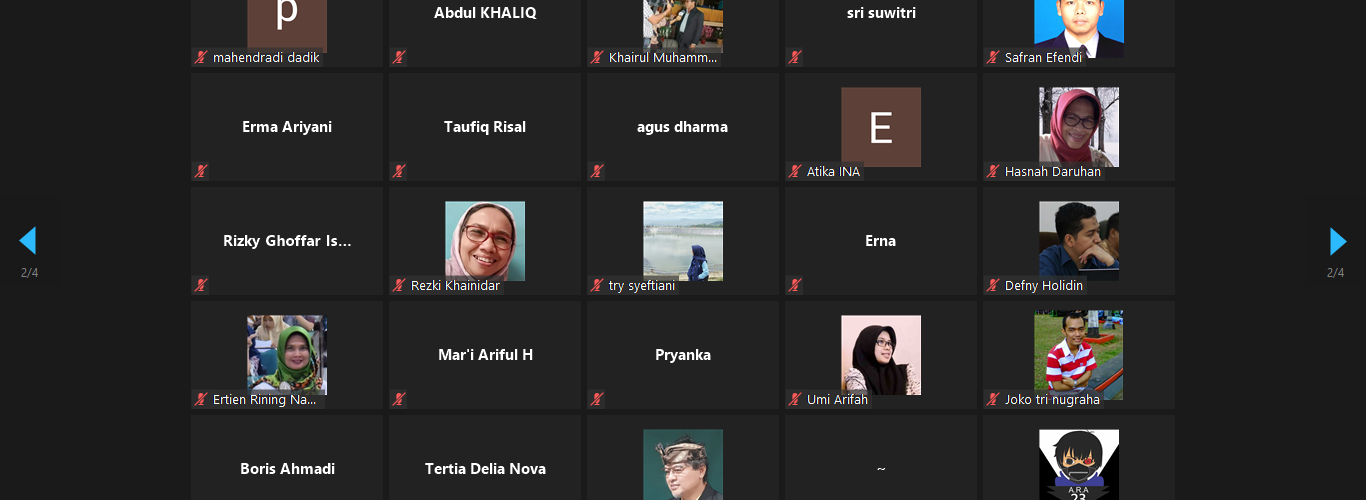 p
Abdul KHALIQ
sri suwitri
mahendradi dadik
Khairul Muhamm...
Safran Efendi
Erma Ariyani
Taufiq Risal
agus dharma
E
Atika INA
Hasnah Daruhan
Rizky Ghoffar Is...
Erna
Rezki Khainidar
try syeftiani
Defny Holidin
2/4
2/4
Mar'i Ariful H
Pryanka
Ertien Rining Na...
Umi Arifah
Joko tri nugraha
Boris Ahmadi
Tertia Delia Nova
~
ARA
23